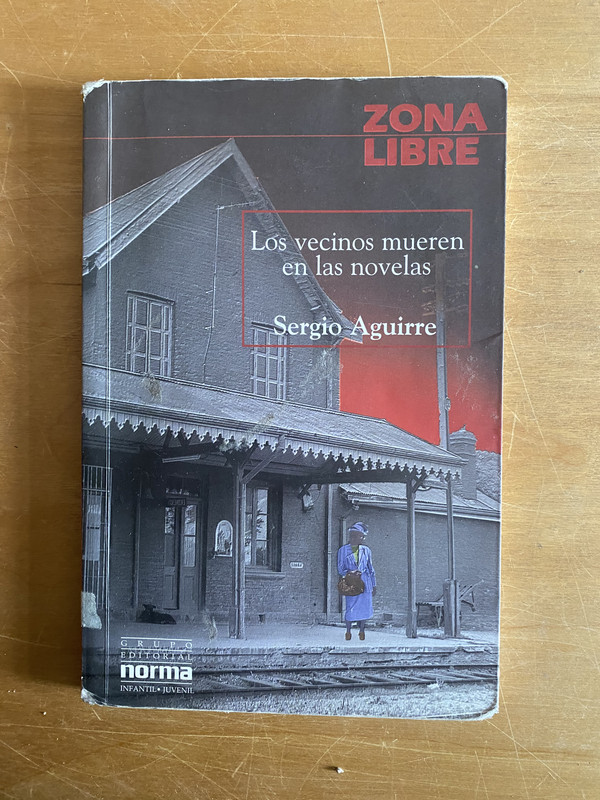 ZONA
LIBRE
Los vecinos mueren
en las novelas
Sergio Aguirre
GRUPO
EDITORIAL
norma
INFANTIL • JUVENIL